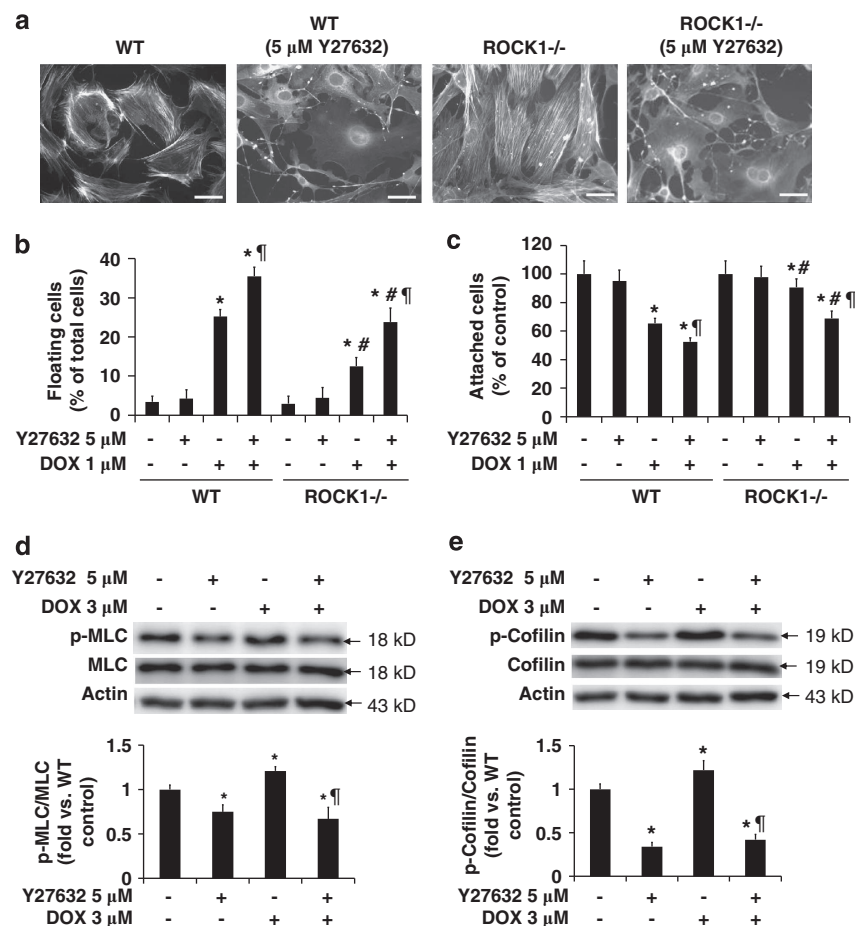 a
WT
WT
(5 μM Y27632)
ROCK1-/-
ROCK1-/-
(5 μM Y27632)
b
Floating cells
(% of total cells)
40
30
20
10
0
*
* ¶
* #
* # ¶
Y27632 5 μM - + - + - + - +
DOX 1 μM - - + + - - + +
WT ROCK1-/-
c
Attached cells
(% of control)
120
100
80
60
40
20
0
*
* ¶
* #
* # ¶
Y27632 5 μM - + - + - + - +
DOX 1 μM - - + + - - + +
WT ROCK1-/-
d
Y27632 5 μM - + - +
DOX 3 μM - - + +
p-MLC ← 18 kD
MLC ← 18 kD
Actin ← 43 kD
p-MLC/MLC
(fold vs. WT
control)
1.5
1
0.5
0
*
*
* ¶
Y27632 5 μM - + - +
DOX 3 μM - - + +
e
Y27632 5 μM - + - +
DOX 3 μM - - + +
p-Cofilin ← 19 kD
Cofilin ← 19 kD
Actin ← 43 kD
p-Cofilin/Cofilin
(fold vs. WT
control)
1.5
1
0.5
0
*
*
* ¶
Y27632 5 μM - + - +
DOX 3 μM - - + +